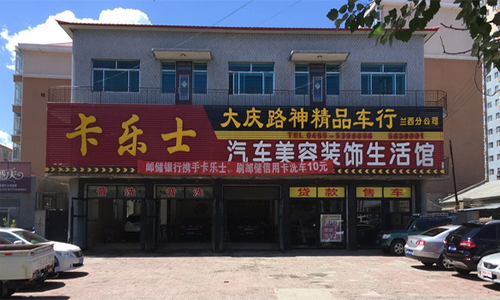 卡乐士
大庆路神精品车行 兰西分公司
汽车美容装饰生活馆
邮储银行携手卡乐士、刷邮储信用卡洗车10元
贷款 售车